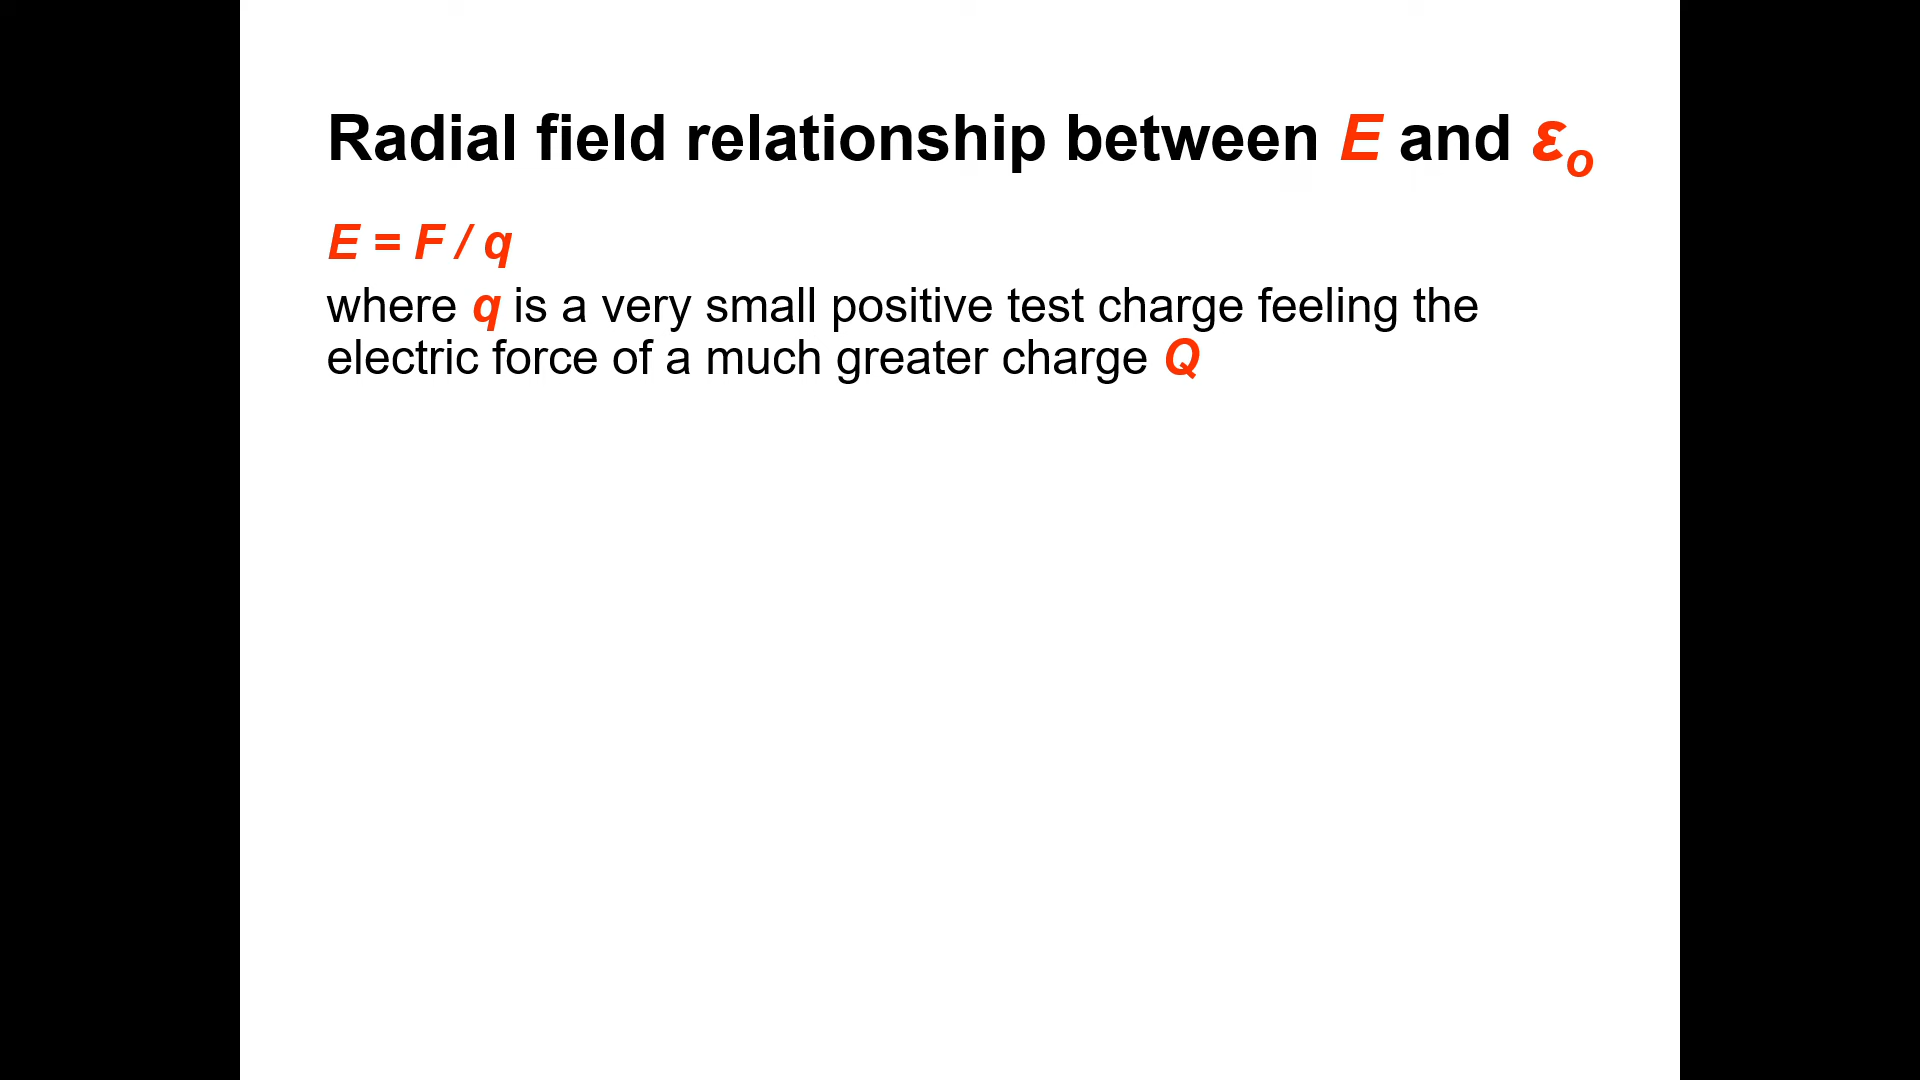 Radial field relationship between E and εo
E = F / q
where q is a very small positive test charge feeling the
electric force of a much greater charge Q